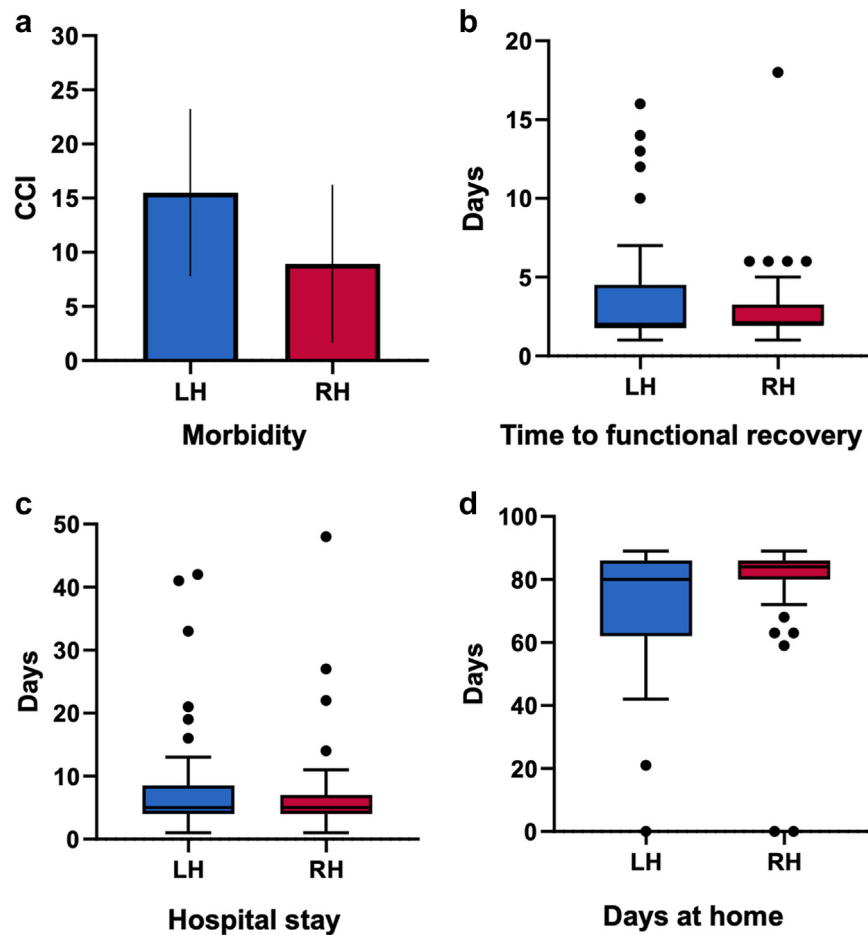 a
30
25
20
15
10
5
0
CCI
LH RH
Morbidity
b
20
15
10
5
0
Days
LH RH
Time to functional recovery
c
50
40
30
20
10
0
Days
LH RH
Hospital stay
d
100
80
60
40
20
0
Days
LH RH
Days at home